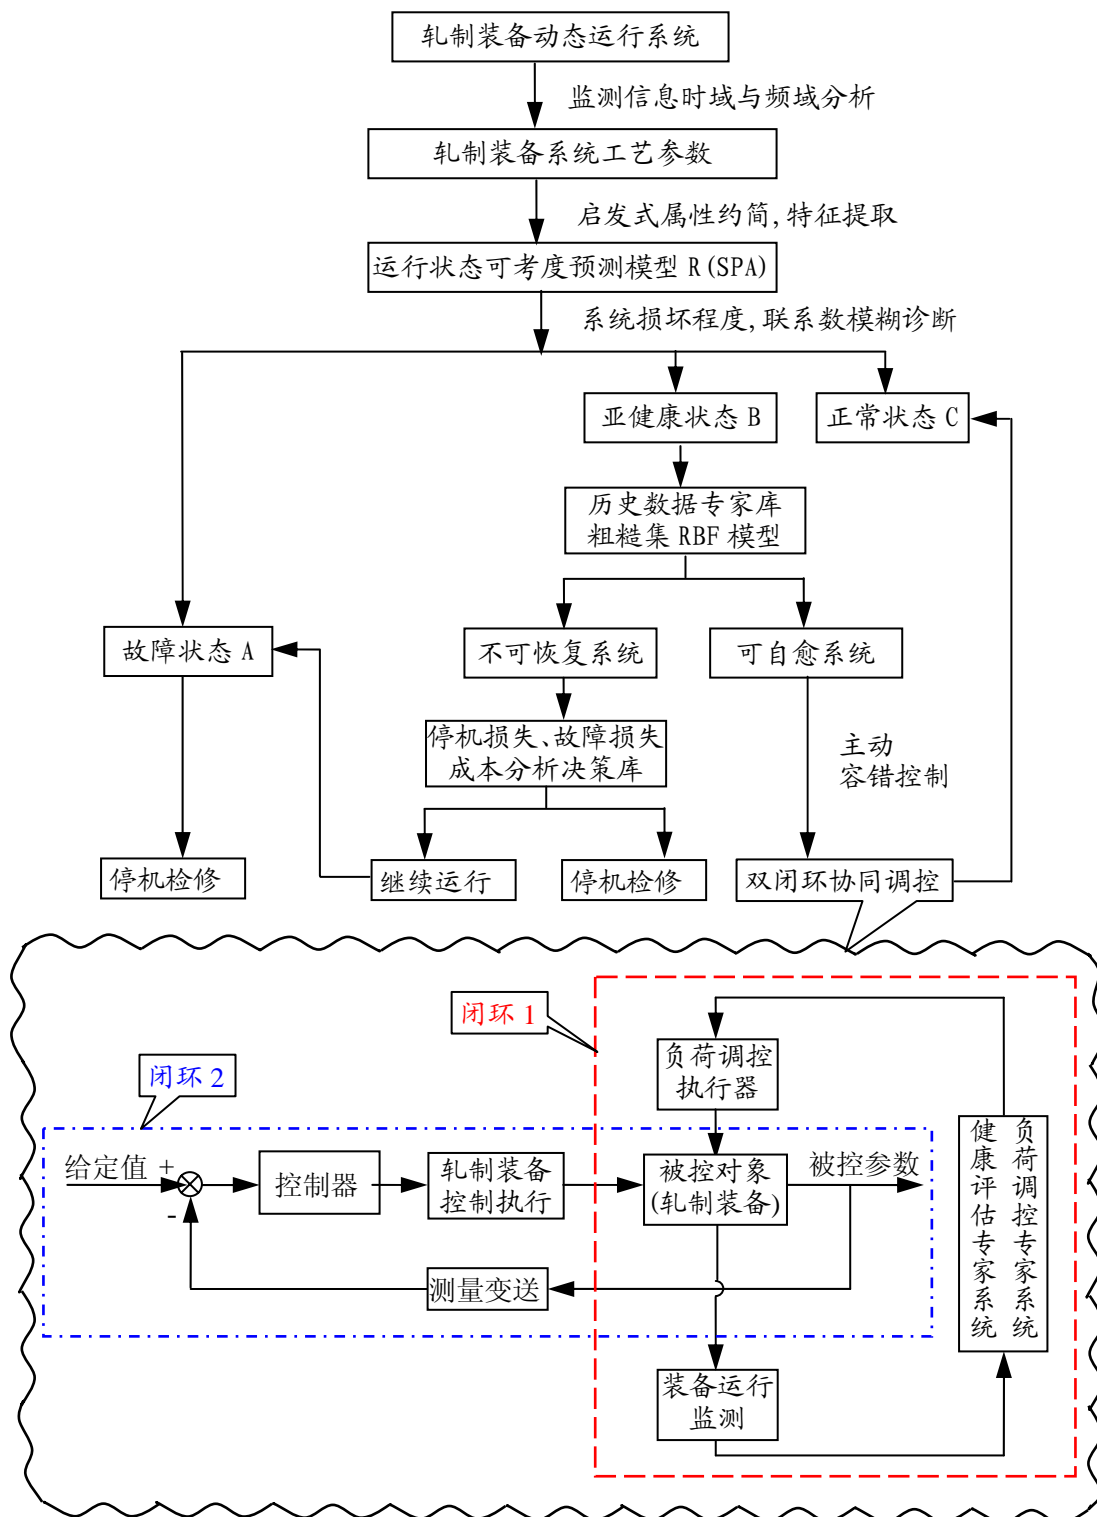 轧制装备动态运行系统
监测信息时域与频域分析
轧制装备系统工艺参数
启发式属性约简,特征提取
运行状态可考度预测模型 R(SPA)
系统损坏程度,联系数模糊诊断
亚健康状态 B
正常状态 C
历史数据专家库
粗糙集 RBF 模型
故障状态 A
不可恢复系统
可自愈系统
停机损失、故障损失
成本分析决策库
主动
容错控制
停机检修
继续运行
停机检修
双闭环协同调控
闭环 1
负荷调控
执行器
闭环 2
给定值
+
-
控制器
轧制装备
控制执行
被控对象
(轧制装备)
被控参数
测量变送
健康评估专家系统
负荷调控专家系统
装备运行
监测